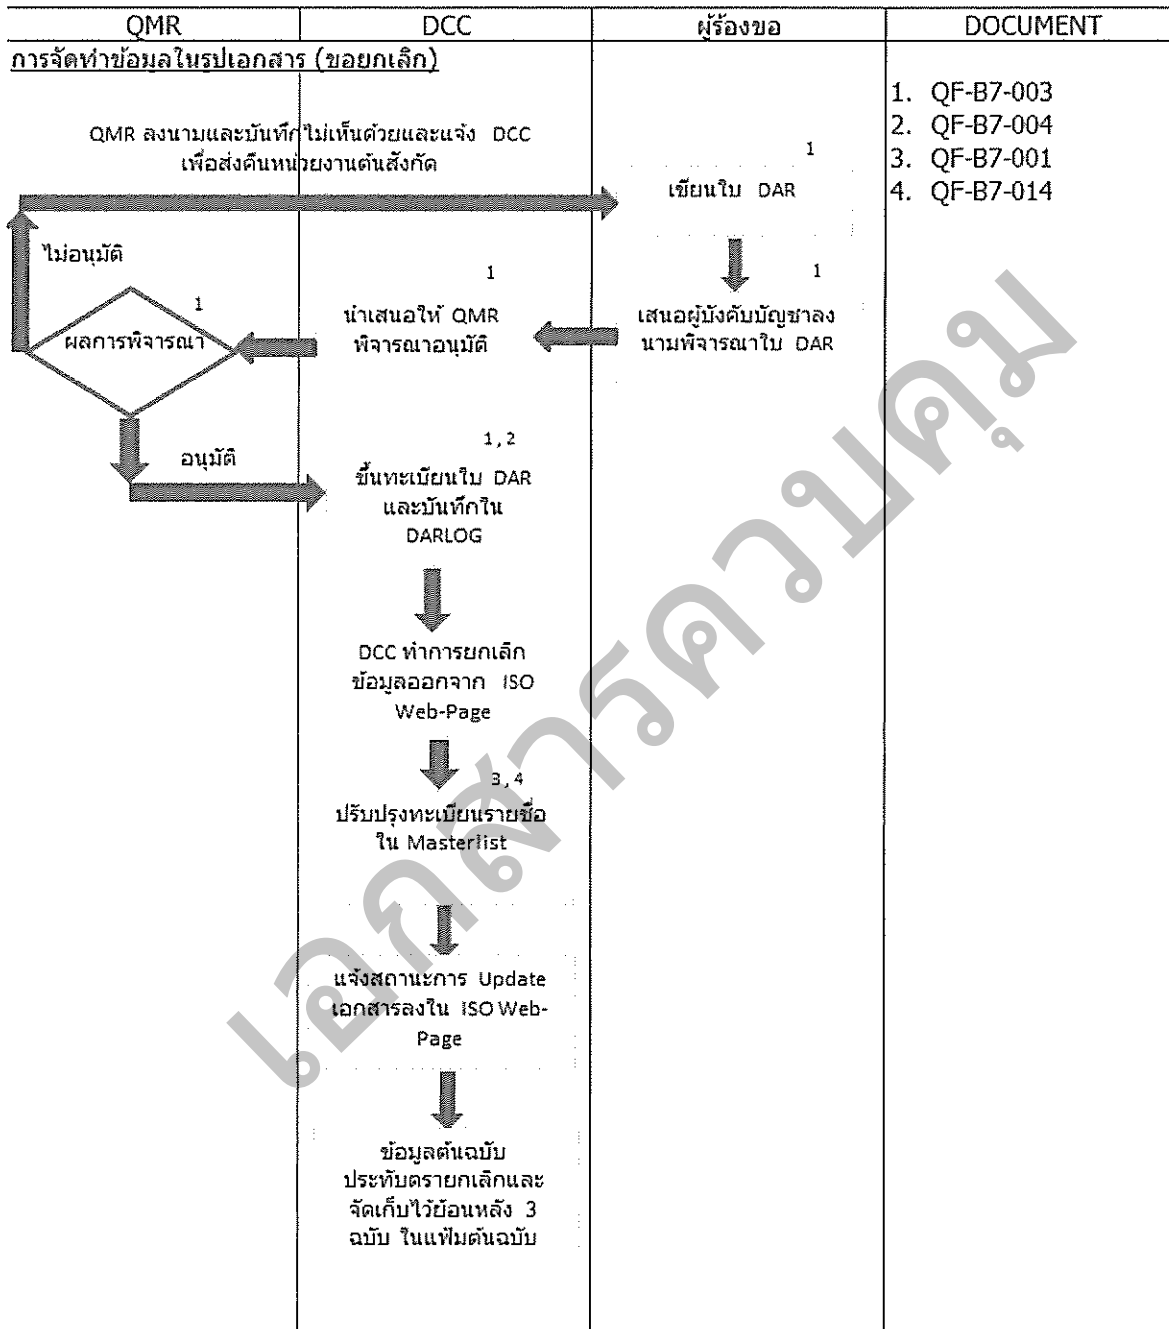 QMR DCC ผู้ร้องขอ DOCUMENT
การจัดทำข้อมูลในรูปเอกสาร (ขอยกเลิก)
1. QF-B7-003
2. QF-B7-004
3. QF-B7-001
4. QF-B7-014
QMR ลงนามและบันทึกไม่เห็นด้วยและแจ้ง DCC
เพื่อส่งคืนหน่วยงานต้นสังกัด
1
เขียนใบ DAR
ไม่อนุมัติ
1
เสนอผู้บังคับบัญชาลง
นามพิจารณาใบ DAR
1
นำเสนอให้ QMR
พิจารณาอนุมัติ
1
ผลการพิจารณา
อนุมัติ
1,2
ขึ้นทะเบียนใบ DAR
และบันทึกใน
DARLOG
DCC ทำการยกเลิก
ข้อมูลออกจาก ISO
Web-Page
3,4
ปรับปรุงทะเบียนรายชื่อ
ใน Masterlist
แจ้งสถานะการ Update
เอกสารลงใน ISO Web-
Page
ข้อมูลต้นฉบับ
ประทับตรายกเลิกและ
จัดเก็บไว้ย้อนหลัง 3
ฉบับ ในแฟ้มต้นฉบับ
เอกสารควบคุม